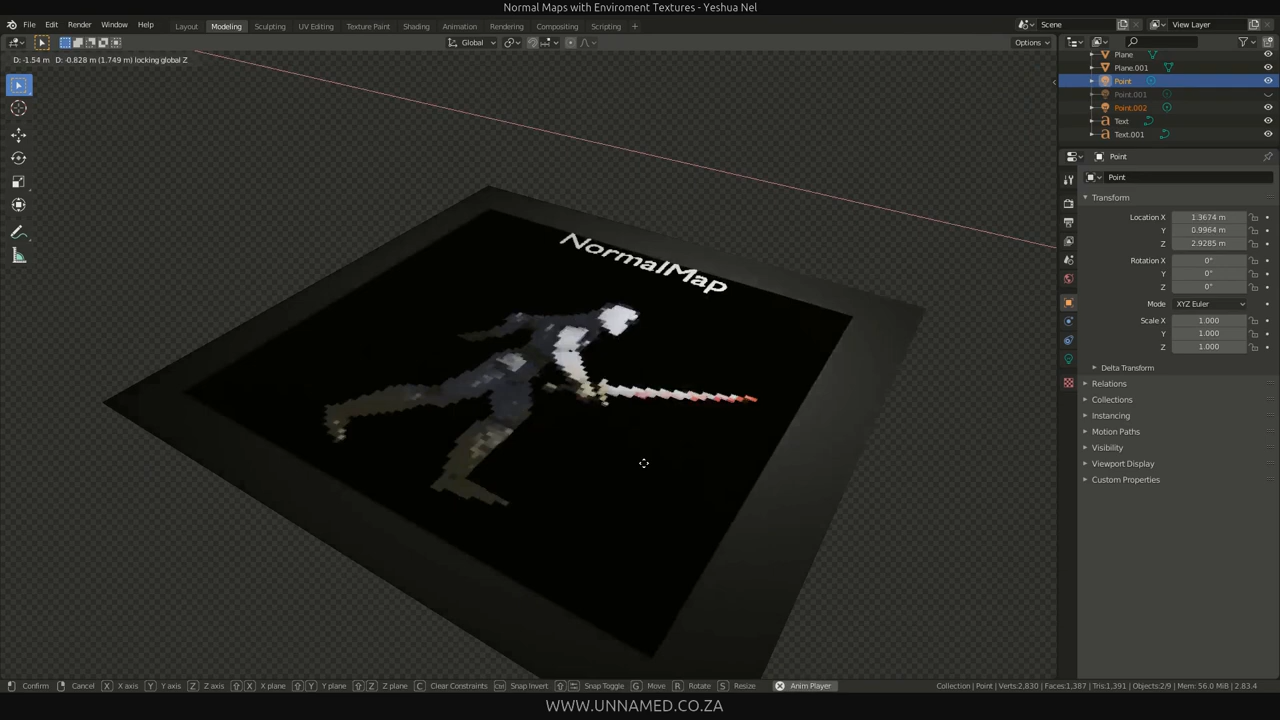 Normal Maps with Enviroment Textures - Yeshua Nel
File Edit Render Window Help Layout Modeling Sculpting UV Editing Texture Paint Shading Animation Rendering Compositing Scripting + Scene View Layer
Global Options
D: -1.54 m D: -0.828 m (1.749 m) locking global Z
Plane
Plane.001
Point
Point.001
Point.002
Text
Text.001
Point
Point
Transform
Location X 1.3674 m
Y 0.9964 m
Z 2.9285 m
Rotation X 0°
Y 0°
Z 0°
Mode XYZ Euler
Scale X 1.000
Y 1.000
Z 1.000
Delta Transform
Relations
Collections
Instancing
Motion Paths
Visibility
Viewport Display
Custom Properties
NormalMap
Confirm Cancel X X axis Y Y axis Z Z axis X X plane Y Y plane Z Z plane C Clear Constraints Ctrl Snap Invert Snap Toggle G Move R Rotate S Resize Anim Player Collection | Point | Verts:2,830 | Faces:1,387 | Tris:1,391 | Objects:2/9 | Mem: 56.0 MiB | 2.83.4
WWW.UNNAMED.CO.ZA